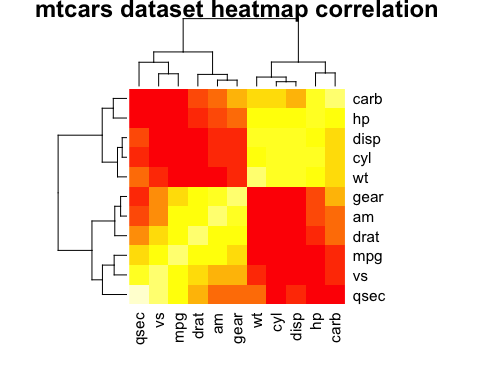 mtcars dataset heatmap correlation
carb
hp
disp
cyl
wt
gear
am
drat
mpg
vs
qsec
qsec vs mpg drat am gear wt cyl disp hp carb